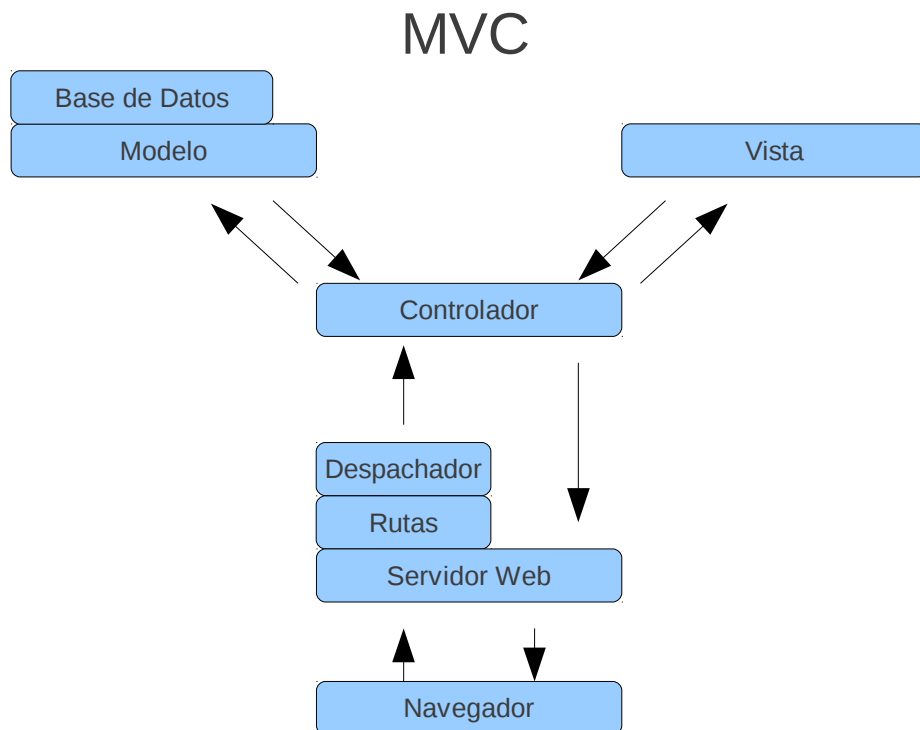 MVC
Base de Datos
Modelo
Vista
Controlador
Despachador
Rutas
Servidor Web
Navegador